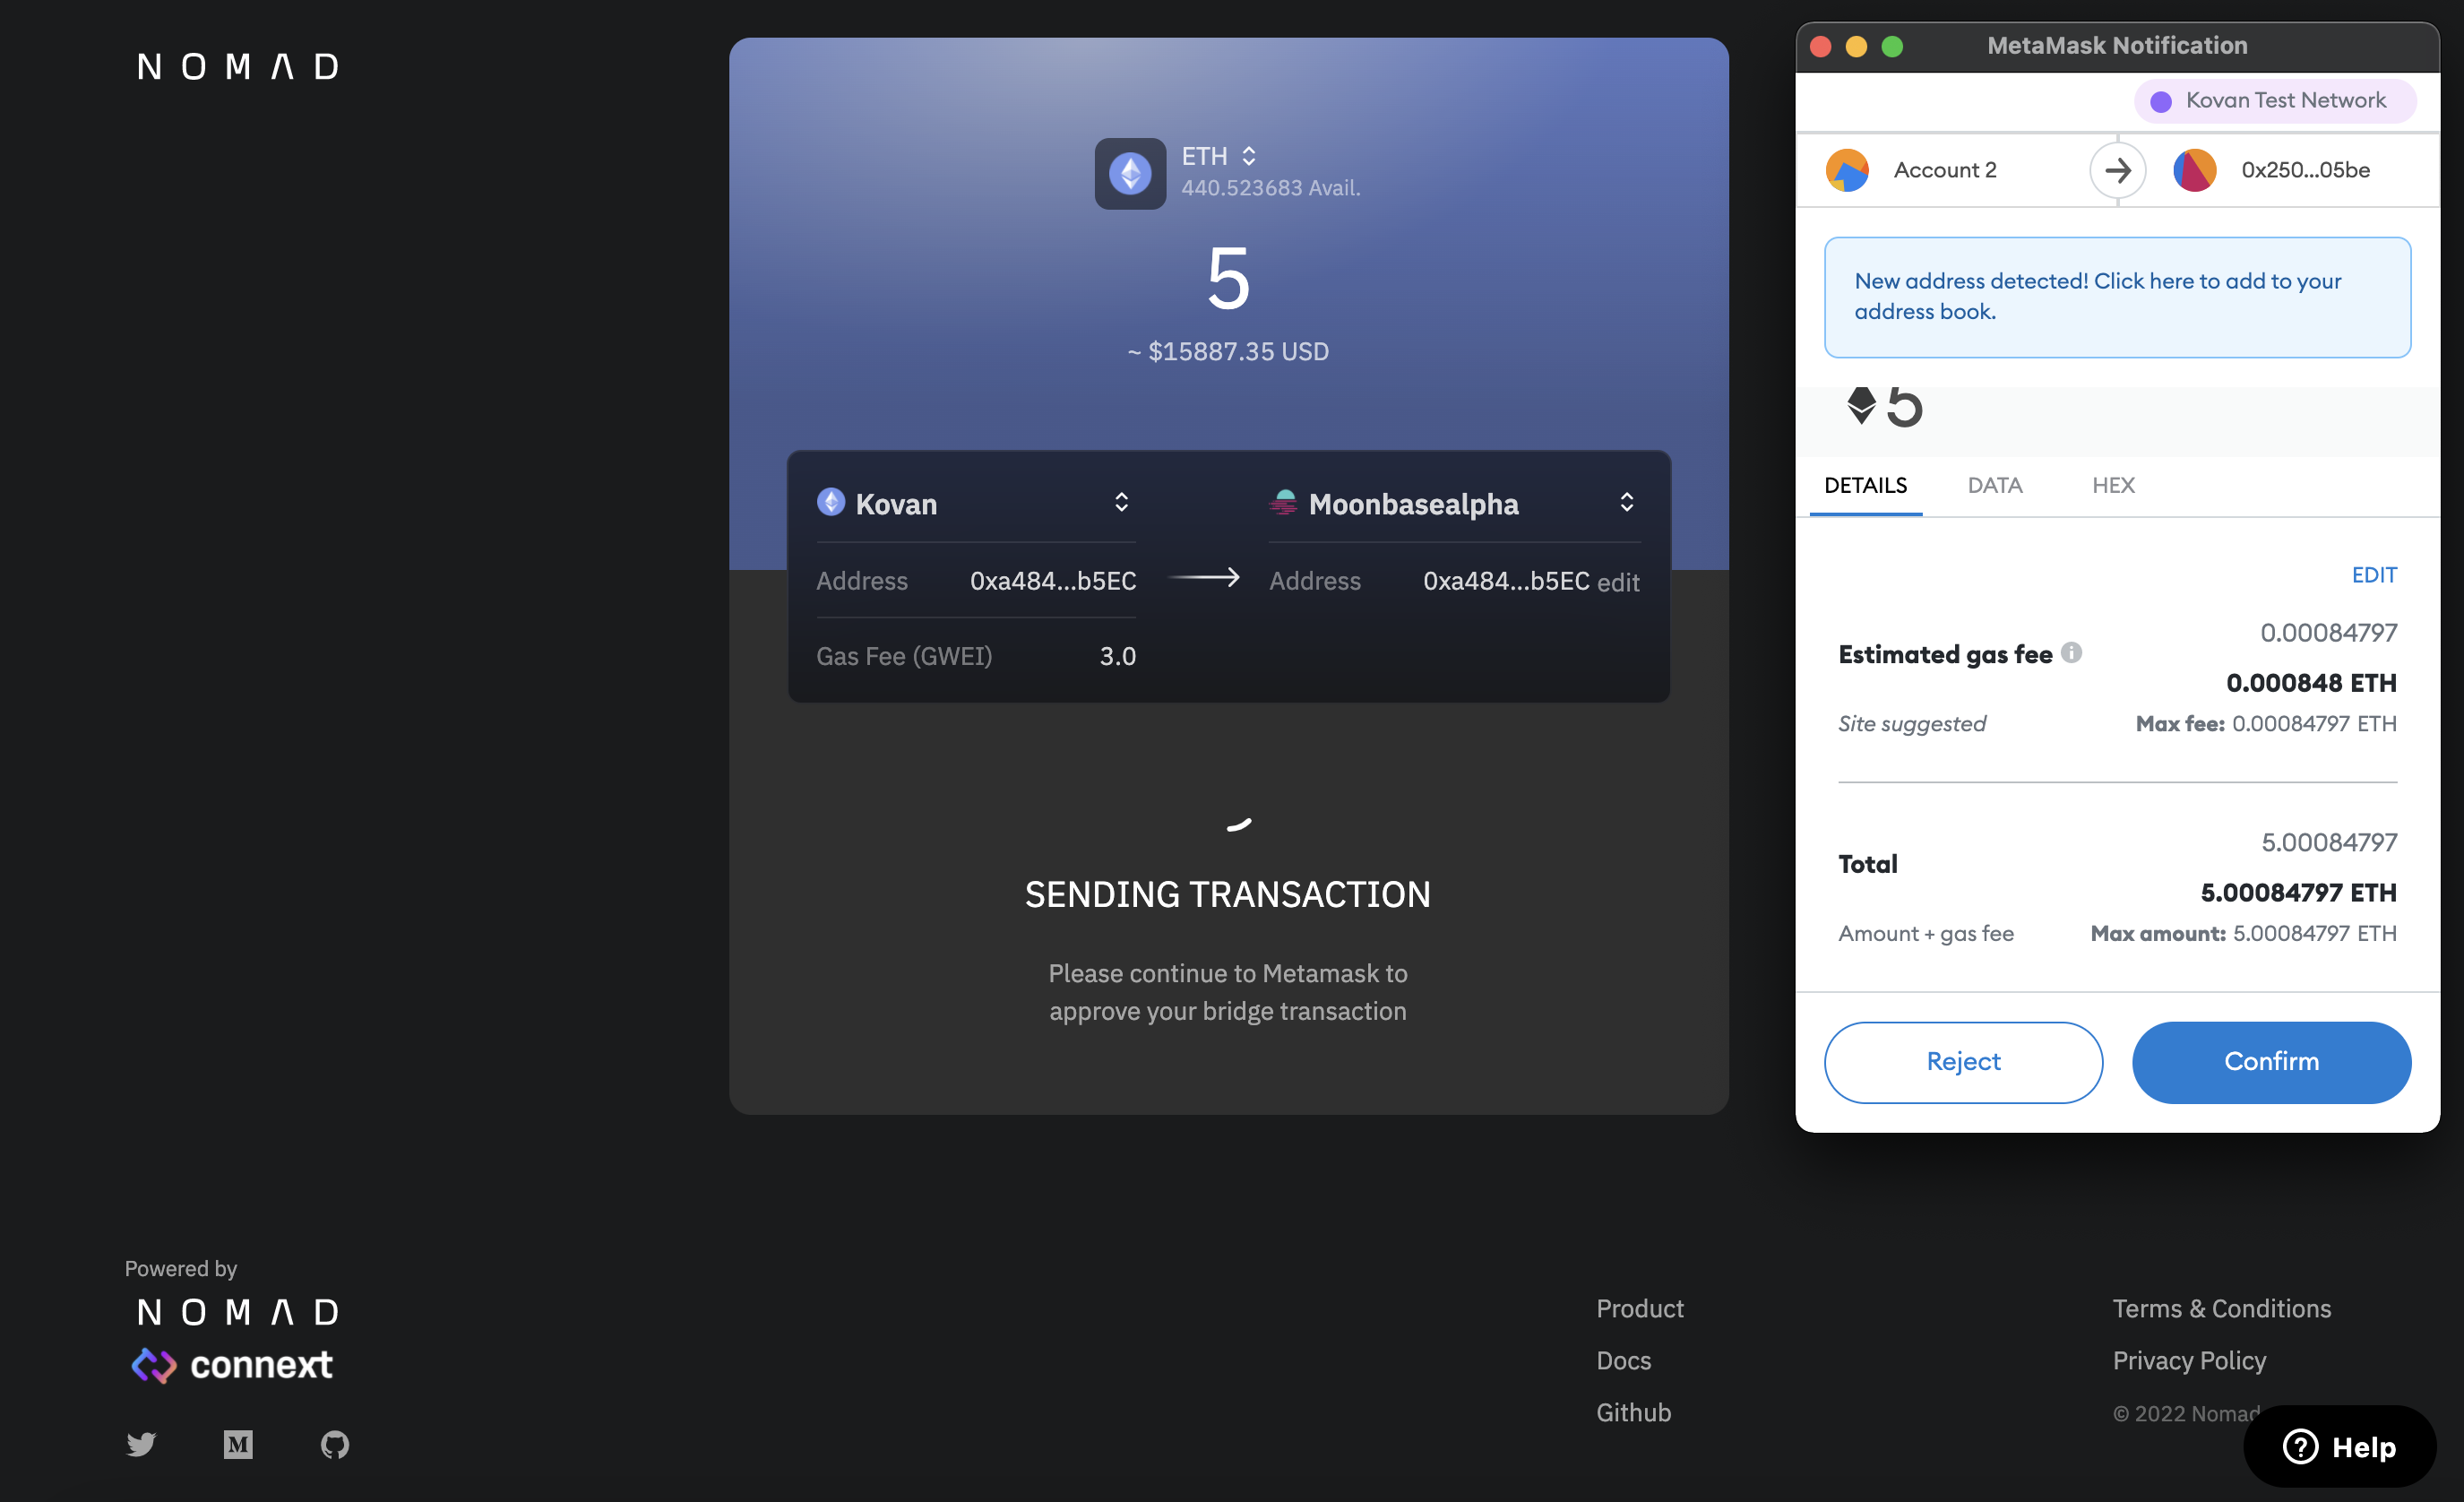 NOMAD
ETH
440.523683 Avail.
5
~ $15887.35 USD
Kovan
Moonbasealpha
Address 0xa484...b5EC
Address 0xa484...b5EC edit
Gas Fee (GWEI) 3.0
SENDING TRANSACTION
Please continue to Metamask to
approve your bridge transaction
MetaMask Notification
Kovan Test Network
Account 2
0x250...05be
New address detected! Click here to add to your
address book.
5
DETAILS DATA HEX
EDIT
0.00084797
Estimated gas fee
0.000848 ETH
Site suggested
Max fee: 0.00084797 ETH
5.00084797
Total
5.00084797 ETH
Amount + gas fee
Max amount: 5.00084797 ETH
Reject
Confirm
Powered by
NOMAD
connext
M
Product
Docs
Github
Terms & Conditions
Privacy Policy
© 2022 Nomad
? Help